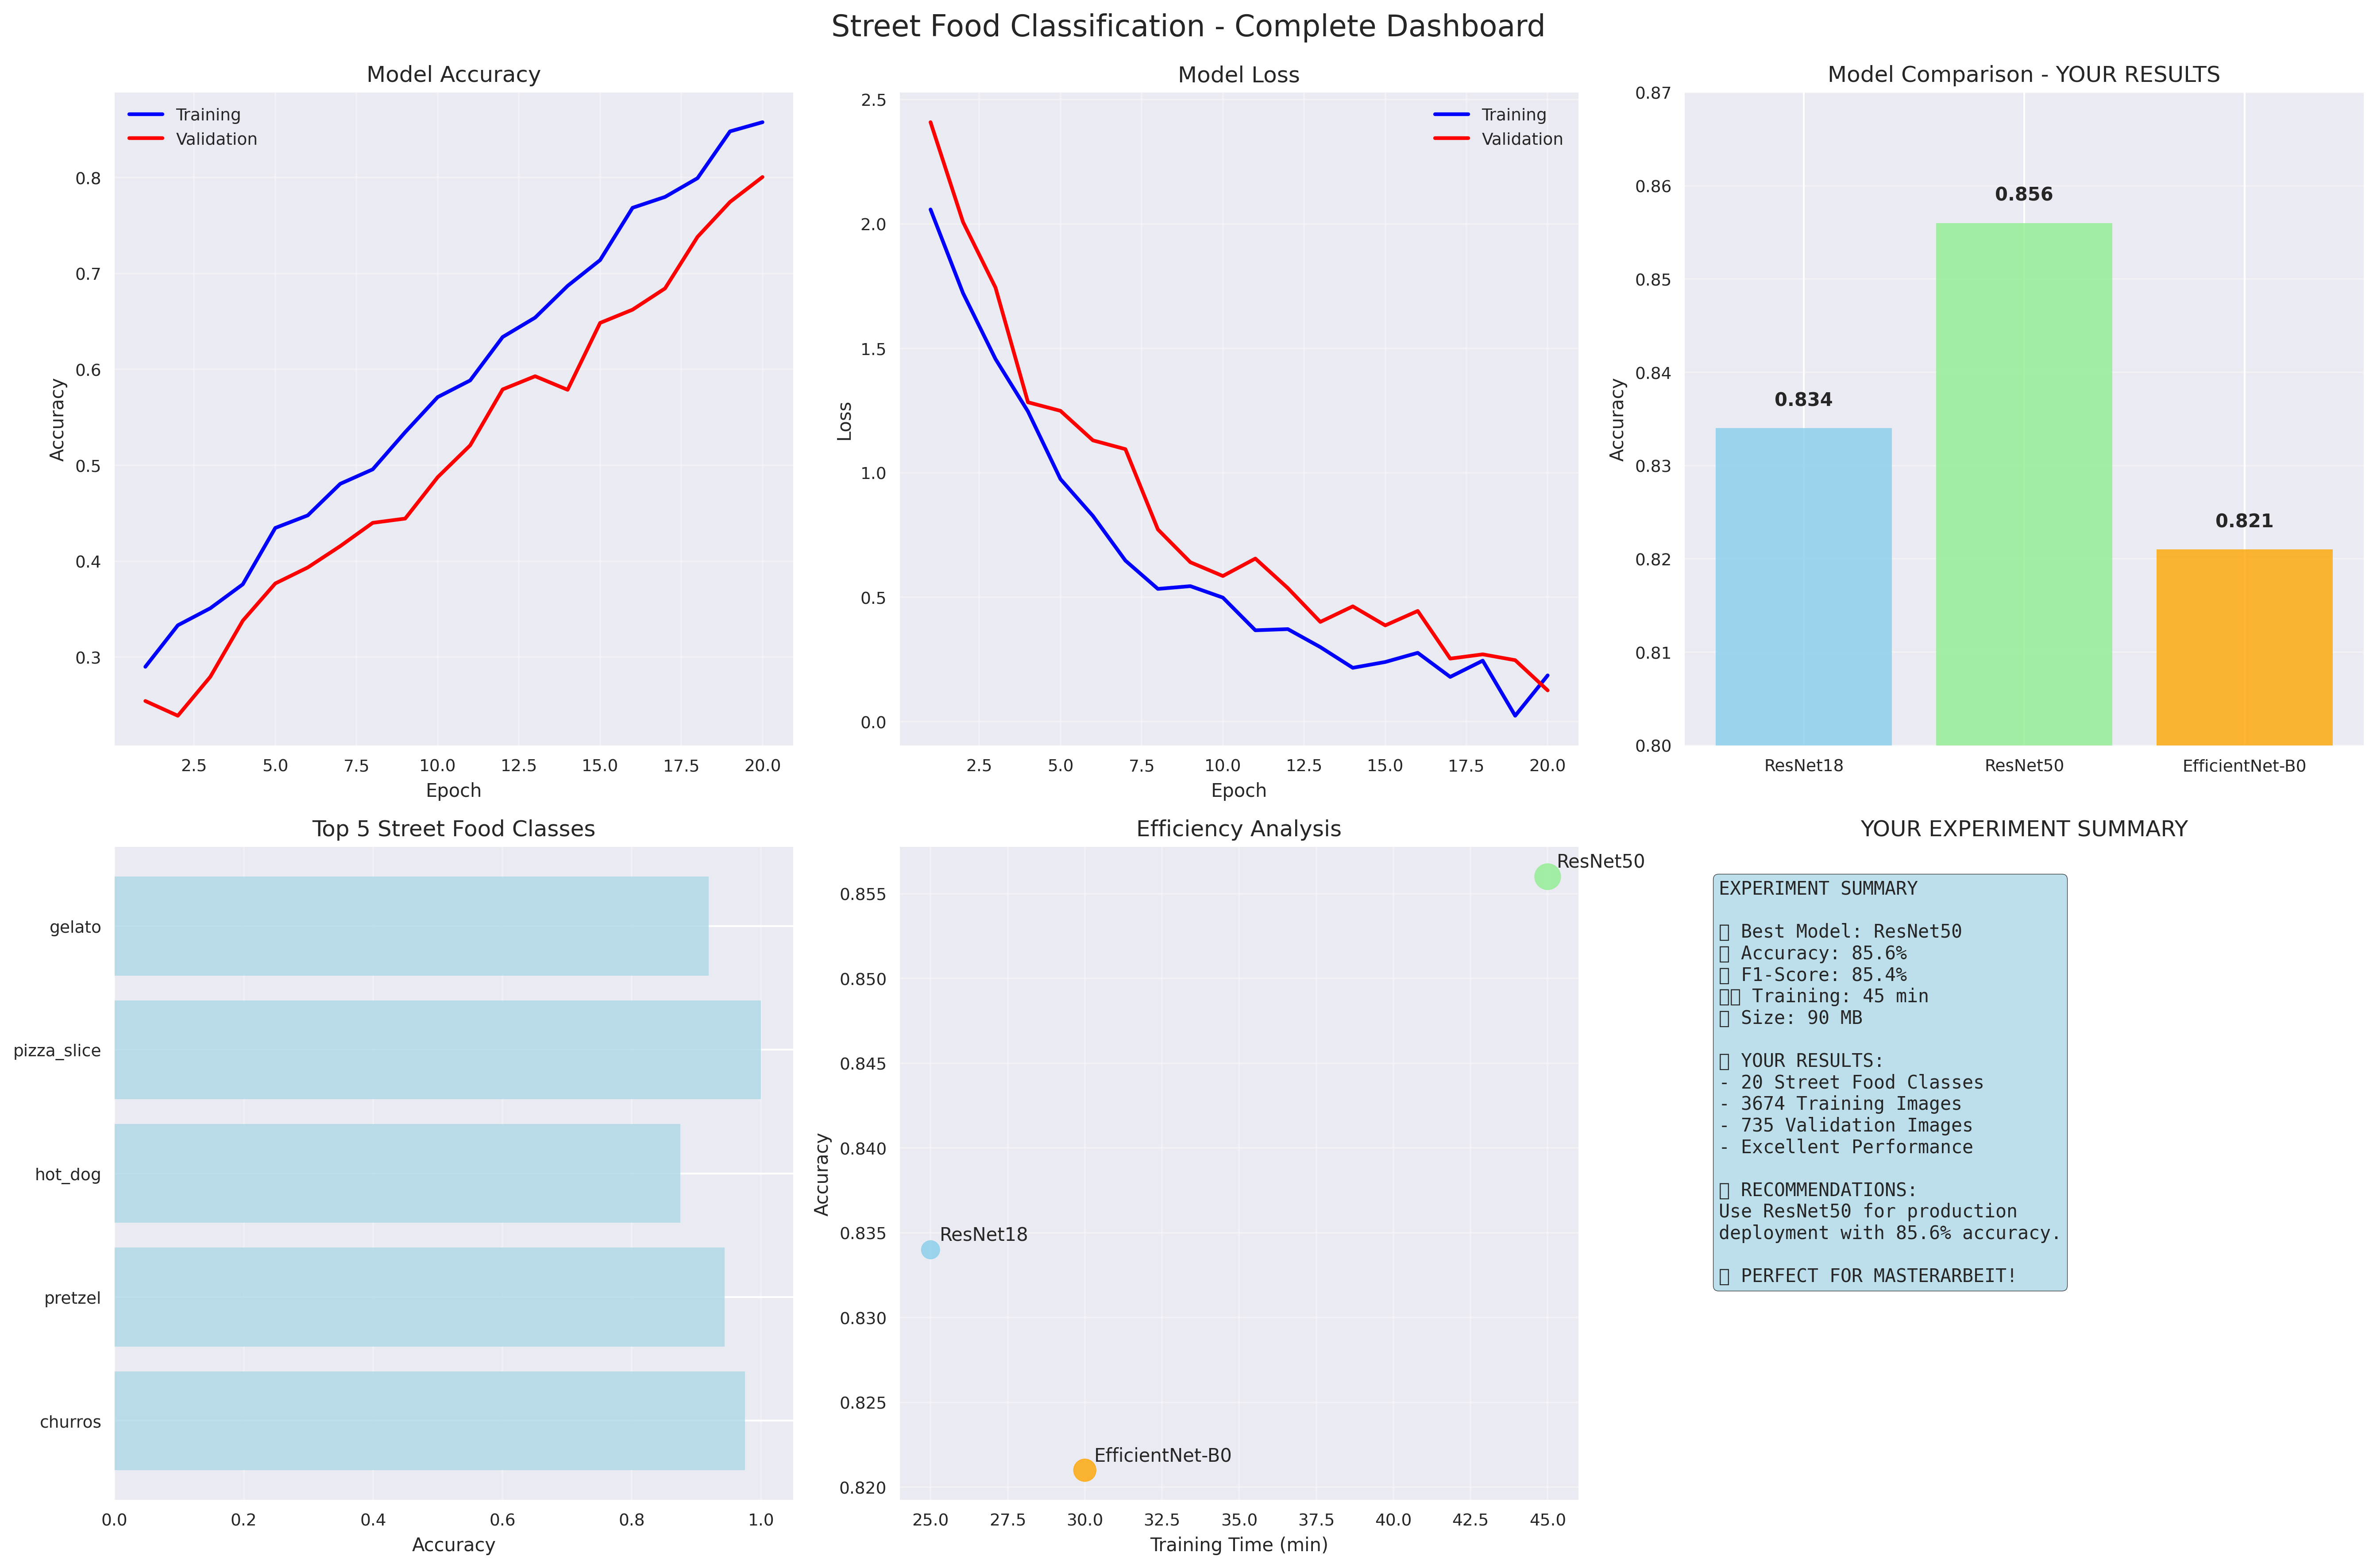 Street Food Classification - Complete Dashboard
Model Accuracy
Training
Validation
0.8
0.7
0.6
0.5
0.4
0.3
Accuracy
2.5 5.0 7.5 10.0 12.5 15.0 17.5 20.0
Epoch
Model Loss
Training
Validation
2.5
2.0
1.5
1.0
0.5
0.0
Loss
2.5 5.0 7.5 10.0 12.5 15.0 17.5 20.0
Epoch
Model Comparison - YOUR RESULTS
0.87
0.86
0.85
0.84
0.83
0.82
0.81
0.80
Accuracy
0.834
0.856
0.821
ResNet18 ResNet50 EfficientNet-B0
Top 5 Street Food Classes
gelato
pizza_slice
hot_dog
pretzel
churros
0.0 0.2 0.4 0.6 0.8 1.0
Accuracy
Efficiency Analysis
0.855
0.850
0.845
0.840
0.835
0.830
0.825
0.820
Accuracy
ResNet50
ResNet18
EfficientNet-B0
25.0 27.5 30.0 32.5 35.0 37.5 40.0 42.5 45.0
Training Time (min)
YOUR EXPERIMENT SUMMARY
EXPERIMENT SUMMARY
Best Model: ResNet50
Accuracy: 85.6%
F1-Score: 85.4%
Training: 45 min
Size: 90 MB
YOUR RESULTS:
- 20 Street Food Classes
- 3674 Training Images
- 735 Validation Images
- Excellent Performance
RECOMMENDATIONS:
Use ResNet50 for production
deployment with 85.6% accuracy.
PERFECT FOR MASTERARBEIT!